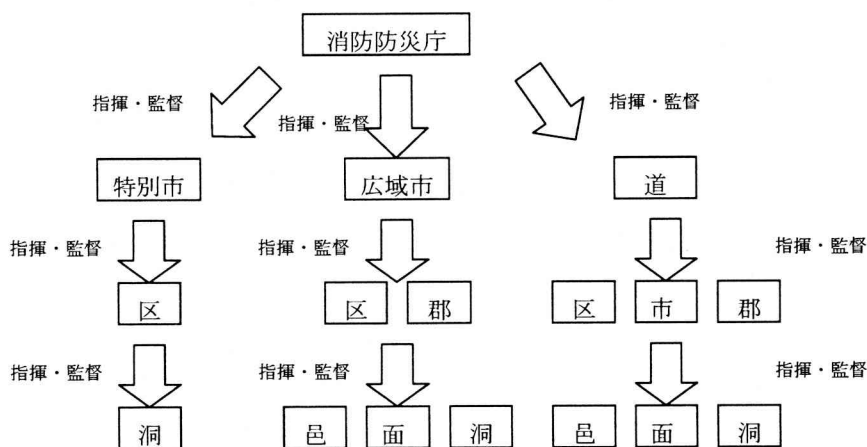 消防防災庁
指揮・監督
指揮・監督
指揮・監督
特別市 広域市 道
指揮・監督 指揮・監督 指揮・監督
区 区 郡 区 市 郡
指揮・監督 指揮・監督 指揮・監督
洞 邑 面 洞 邑 面 洞